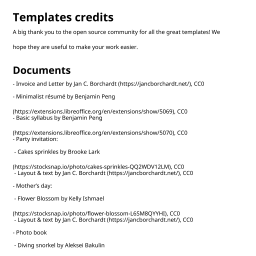 Templates credits
A big thank you to the open source community for all the great templates! We
hope they are useful to make your work easier.
Documents
- Invoice and Letter by Jan C. Borchardt (https://jancborchardt.net/), CC0
- Minimalist résumé by Benjamin Peng
(https://extensions.libreoffice.org/en/extensions/show/5069), CC0
- Basic syllabus by Benjamin Peng
(https://extensions.libreoffice.org/en/extensions/show/5070), CC0
- Party invitation:
- Cakes sprinkles by Brooke Lark
(https://stocksnap.io/photo/cakes-sprinkles-QQ2WDV12LM), CC0
- Layout & text by Jan C. Borchardt (https://jancborchardt.net/), CC0
- Mother's day:
- Flower Blossom by Kelly Ishmael
(https://stocksnap.io/photo/flower-blossom-L65M8QYYHI), CC0
- Layout & text by Jan C. Borchardt (https://jancborchardt.net/), CC0
- Photo book
- Diving snorkel by Aleksei Bakulin